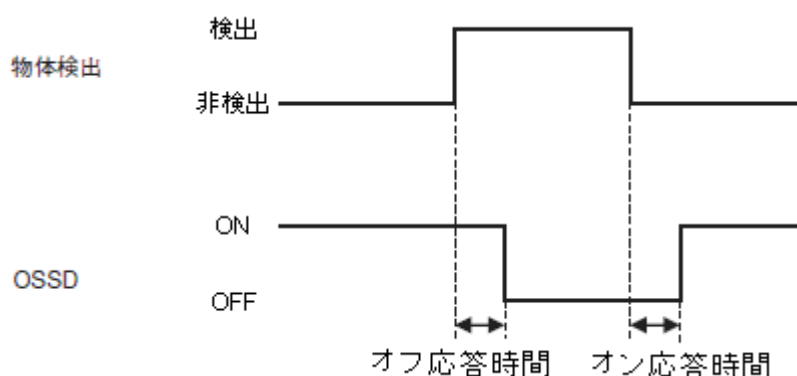 検出
物体検出
非検出
ON
OSSD
OFF
オフ応答時間
オン応答時間